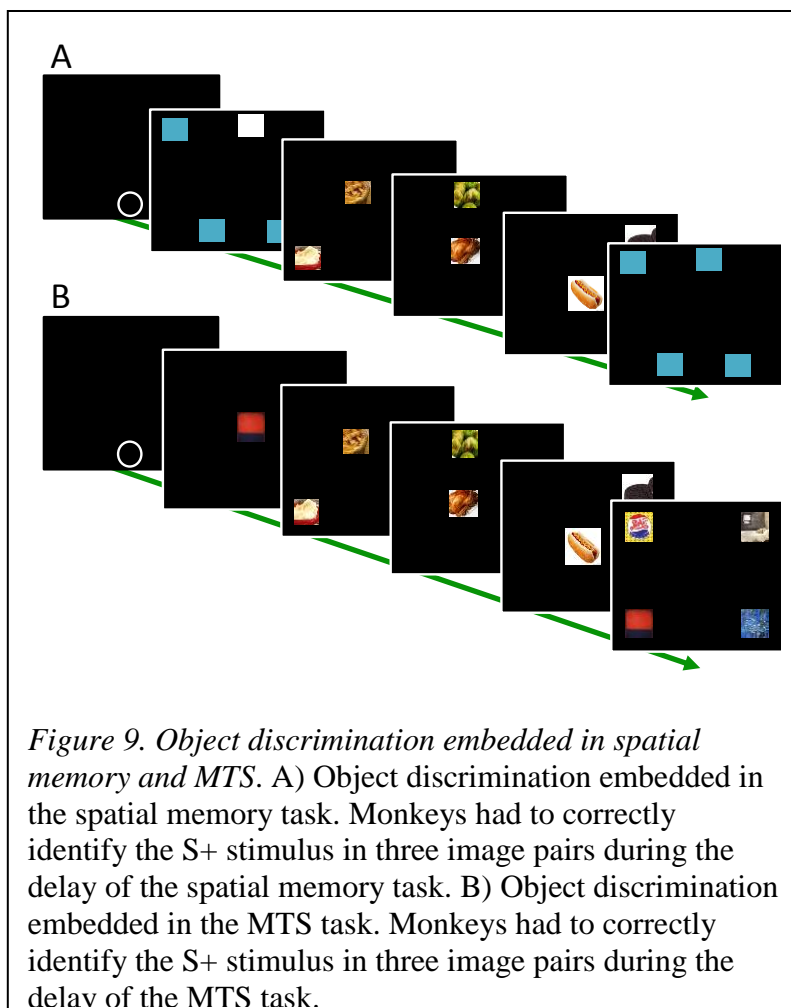 A
B
Figure 9. Object discrimination embedded in spatial
memory and MTS. A) Object discrimination embedded in
the spatial memory task. Monkeys had to correctly
identify the S+ stimulus in three image pairs during the
delay of the spatial memory task. B) Object discrimination
embedded in the MTS task. Monkeys had to correctly
identify the S+ stimulus in three image pairs during the
delay of the MTS task.